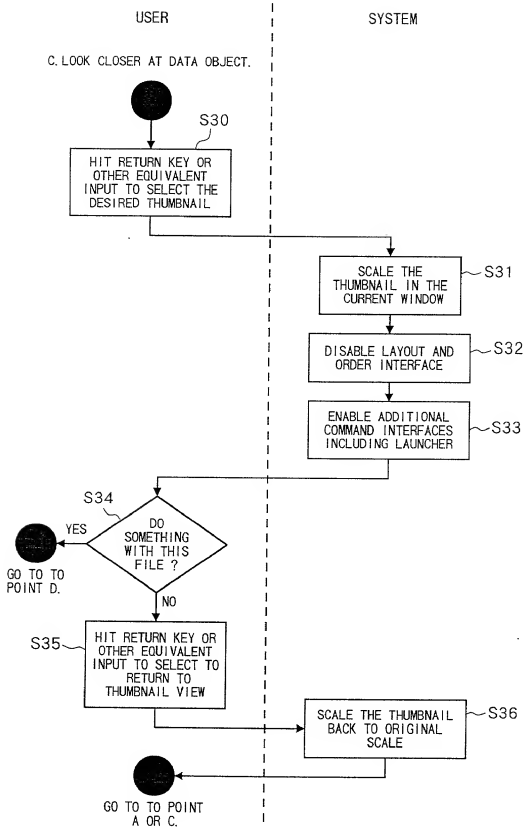 USER
SYSTEM
C. LOOK CLOSER AT DATA OBJECT.
S30
HIT RETURN KEY OR
OTHER EQUIVALENT
INPUT TO SELECT THE
DESIRED THUMBNAIL
SCALE THE
THUMBNAIL IN THE
CURRENT WINDOW
S31
DISABLE LAYOUT AND
ORDER INTERFACE
S32
ENABLE ADDITIONAL
COMMAND INTERFACES
INCLUDING LAUNCHER
S33
S34
DO
SOMETHING
WITH THIS
FILE ?
YES
GO TO TO
POINT D.
NO
S35
HIT RETURN KEY OR
OTHER EQUIVALENT
INPUT TO SELECT TO
RETURN TO
THUMBNAIL VIEW
SCALE THE THUMBNAIL
BACK TO ORIGINAL
SCALE
S36
GO TO TO POINT
A OR C.